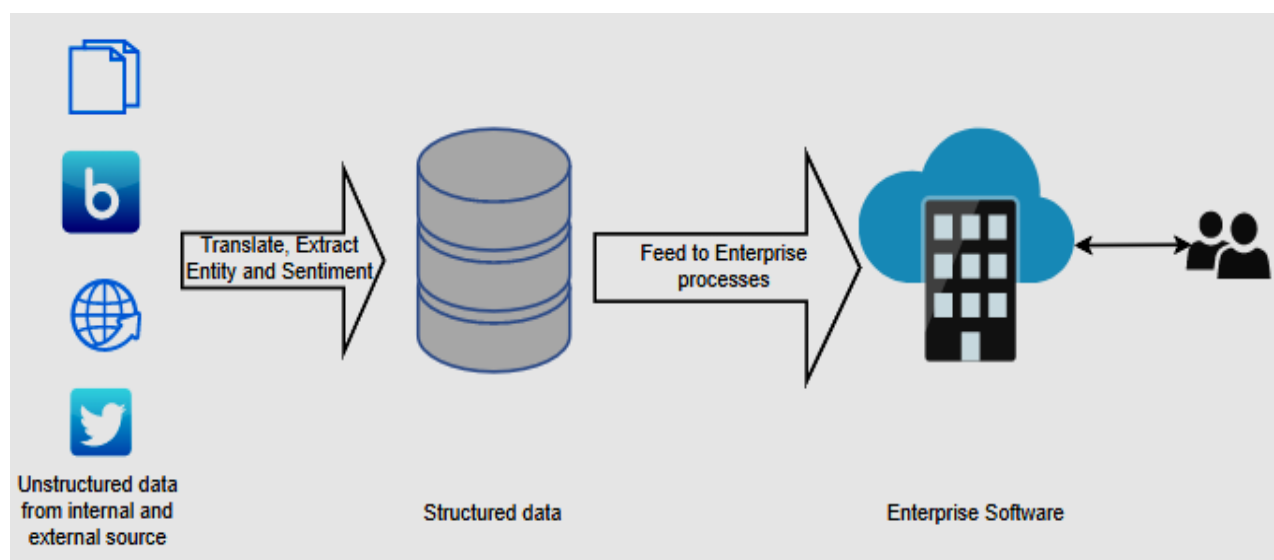 b
Translate, Extract
Entity and Sentiment
Feed to Enterprise
processes
Unstructured data
from internal and
external source
Structured data
Enterprise Software